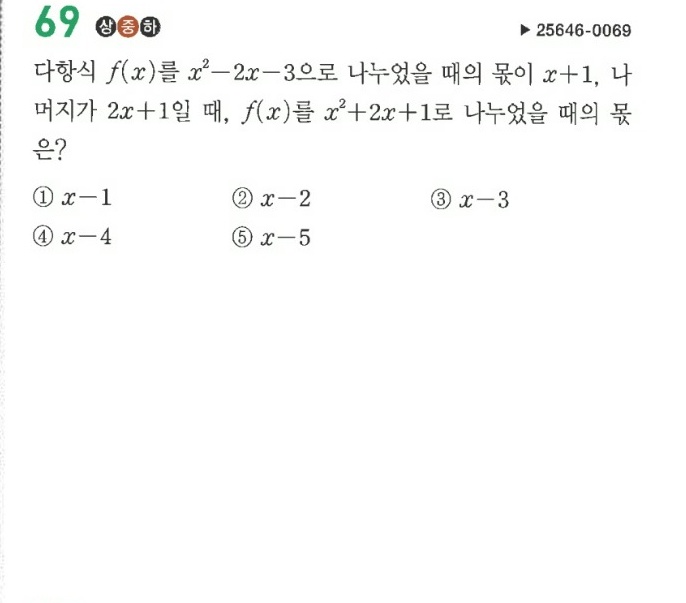 69 상 중 하 ▶ 25646-0069
다항식 f(x)를 x²-2x-3으로 나누었을 때의 몫이 x+1, 나
머지가 2x+1일 때, f(x)를 x²+2x+1로 나누었을 때의 몫
은?
① x-1 ② x-2 ③ x-3
④ x-4 ⑤ x-5